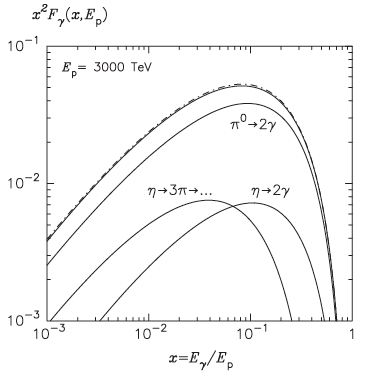 x²F_γ(x,E_p)
10⁻¹
E_p= 3000 TeV
π⁰→2γ
10⁻²
η→3π→... η→2γ
10⁻³
10⁻³ 10⁻² 10⁻¹ 1
x=E_γ/E_p